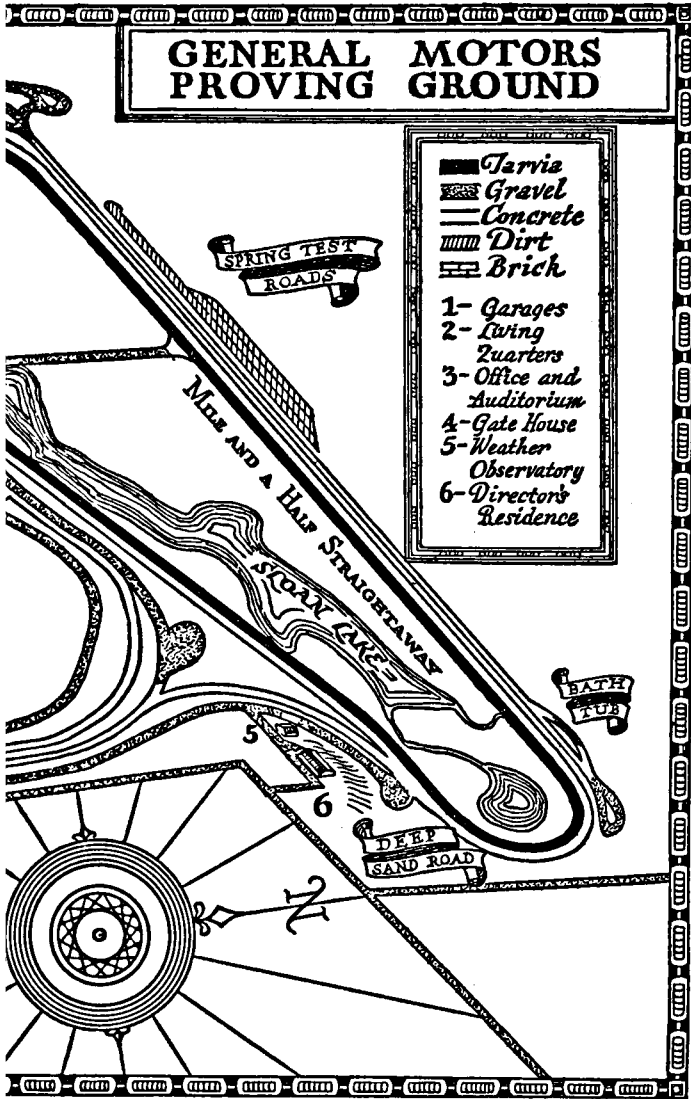 GENERAL MOTORS
PROVING GROUND
Tarvia
Gravel
Concrete
Dirt
Brick
1- Garages
2- Living
Quarters
3- Office and
Auditorium
4- Gate House
5- Weather
Observatory
6- Director's
Residence
SPRING TEST
ROADS
MILE AND A HALF STRAIGHTAWAY
SLOAN LAKE
BATH
TUB
5
6
DEEP
SAND ROAD
N
G